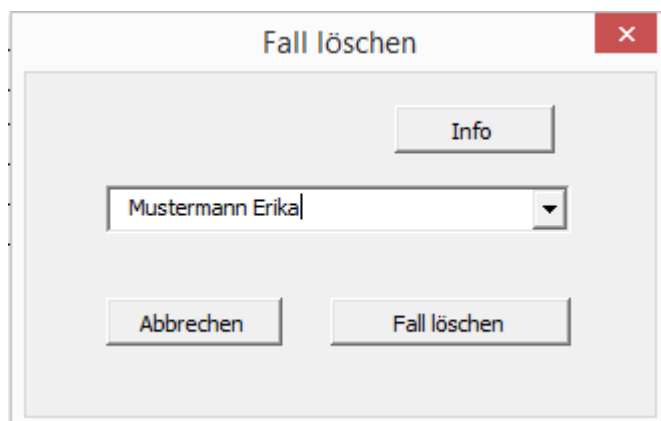 Fall löschen
Info
Mustermann Erika
Abbrechen Fall löschen